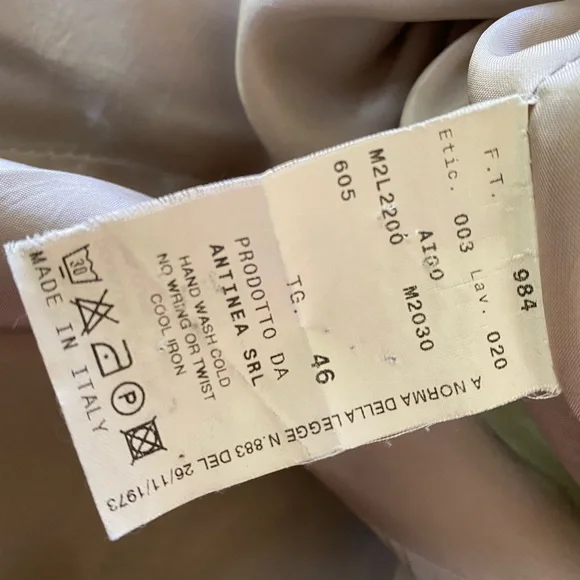 F.T. 984
Etic. 003 Lav. 020
AI00 M2030
M2L2200
605
TG. 46
PRODOTTO DA
ANTINEA SRL
HAND WASH COLD
NO WRING OR TWIST
COOL IRON
30
P
MADE IN ITALY
A NORMA DELLA LEGGE N.883 DEL 26/11/1973